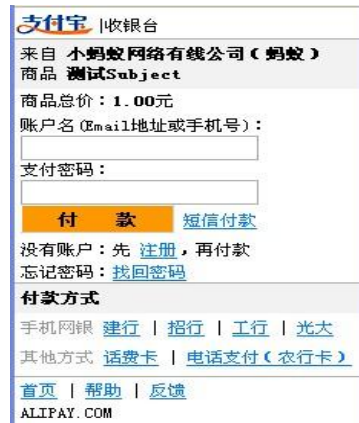 支付宝 |收银台
来自 小蚂蚁网络有线公司(蚂蚁)
商品 测试Subject
商品总价：1.00元
账户名(Email地址或手机号)：
支付密码：
付 款 短信付款
没有账户：先 注册，再付款
忘记密码：找回密码
付款方式
手机网银 建行 | 招行 | 工行 | 光大
其他方式 话费卡 | 电话支付(农行卡)
首页 | 帮助 | 反馈
ALIPAY.COM